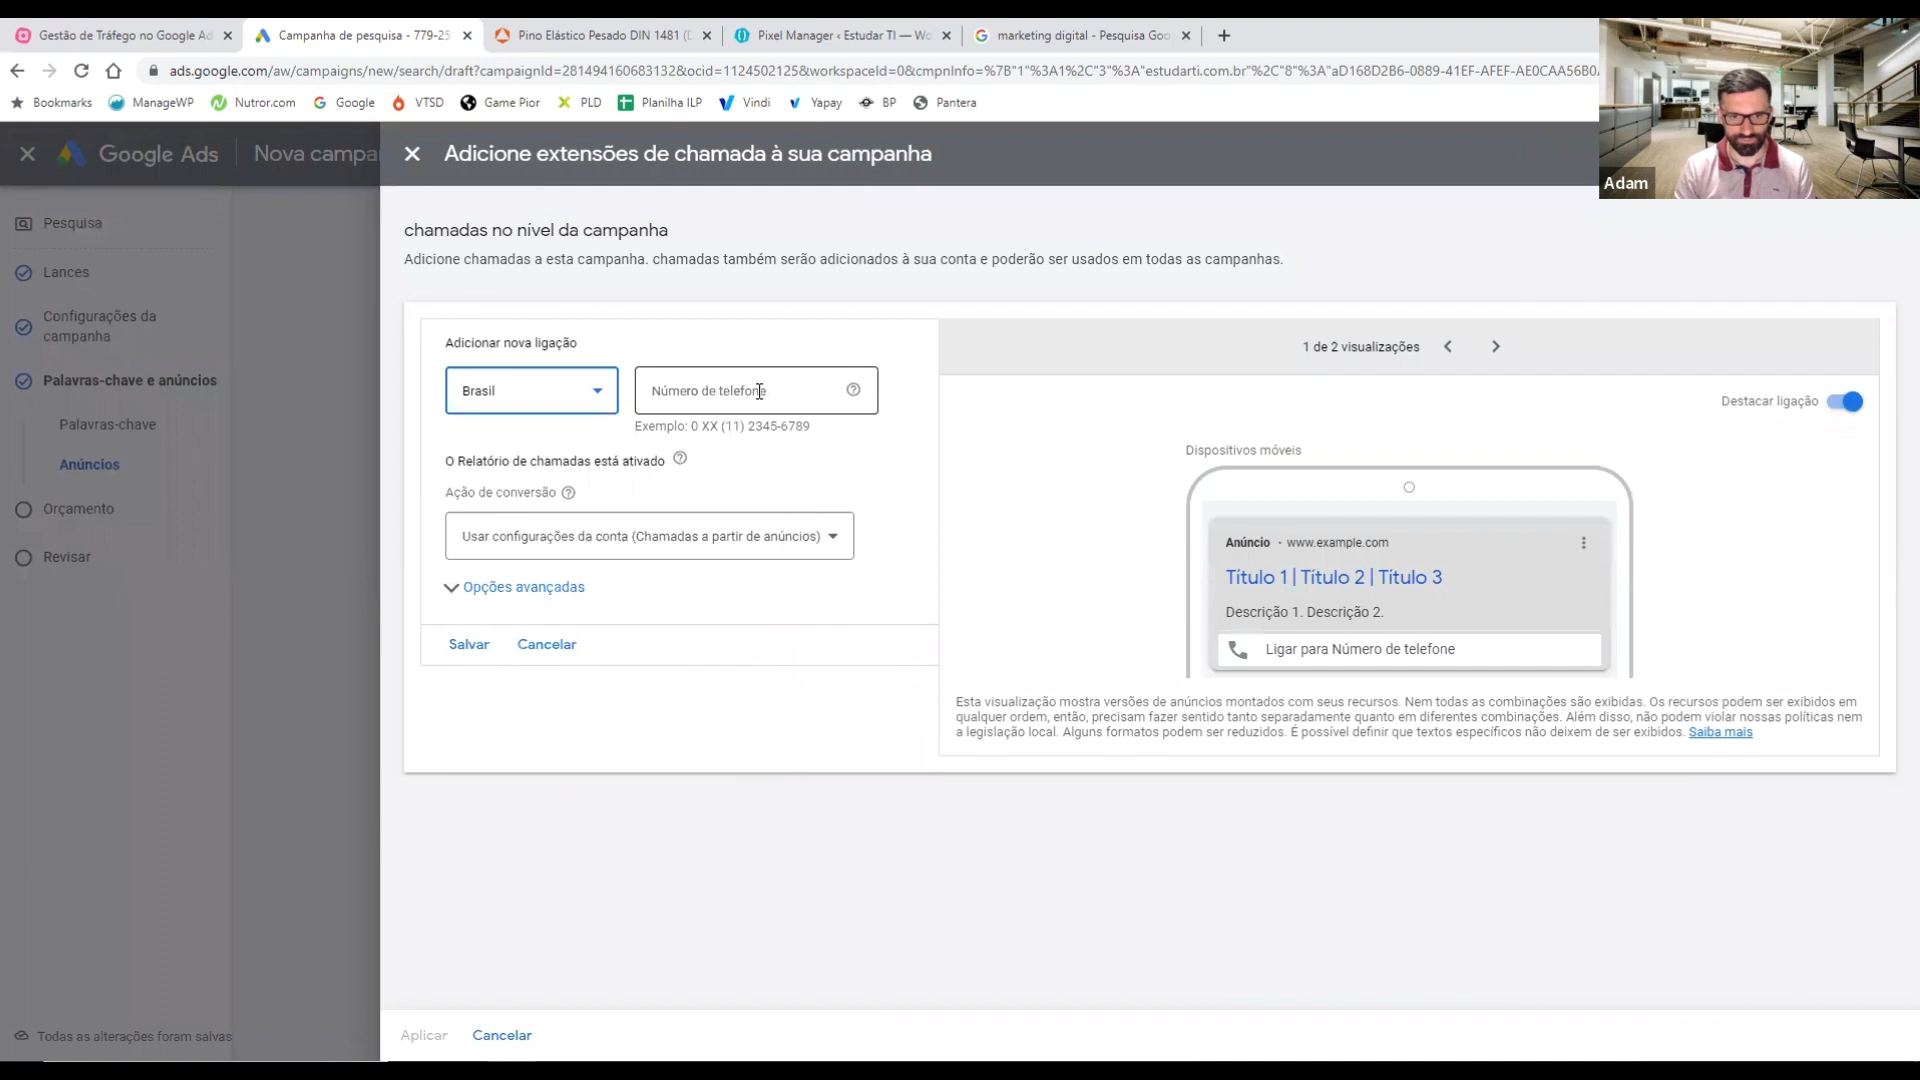 Gestão de Tráfego no Google Ad
Campanha de pesquisa - 779-25
Pino Elástico Pesado DIN 1481 (D
Pixel Manager ‹ Estudar TI — Wo
marketing digital - Pesquisa Goo
ads.google.com/aw/campaigns/new/search/draft?campaignId=281494160683132&ocid=1124502125&workspaceId=0&cmpnInfo=%7B"1"%3A1%2C"3"%3A"estudarti.com.br"%2C"8"%3A"aD168D2B6-0889-41EF-AFEF-AE0CAA56B0
Bookmarks
ManageWP
Nutror.com
Google
VTSD
Game Pior
PLD
Planilha ILP
Vindi
Yapay
BP
Pantera
Adam
Google Ads
Nova campa
Adicione extensões de chamada à sua campanha
Pesquisa
Lances
Configurações da
campanha
Palavras-chave e anúncios
Palavras-chave
Anúncios
Orçamento
Revisar
Todas as alterações foram salvas
chamadas no nível da campanha
Adicione chamadas a esta campanha. chamadas também serão adicionados à sua conta e poderão ser usados em todas as campanhas.
Adicionar nova ligação
Brasil
Número de telefone
Exemplo: 0 XX (11) 2345-6789
O Relatório de chamadas está ativado
Ação de conversão
Usar configurações da conta (Chamadas a partir de anúncios)
Opções avançadas
Salvar
Cancelar
1 de 2 visualizações
Destacar ligação
Dispositivos móveis
Anúncio · www.example.com
Título 1 | Título 2 | Título 3
Descrição 1. Descrição 2.
Ligar para Número de telefone
Esta visualização mostra versões de anúncios montados com seus recursos. Nem todas as combinações são exibidas. Os recursos podem ser exibidos em
qualquer ordem, então, precisam fazer sentido tanto separadamente quanto em diferentes combinações. Além disso, não podem violar nossas políticas nem
a legislação local. Alguns formatos podem ser reduzidos. É possível definir que textos específicos não deixem de ser exibidos. Saiba mais
Aplicar
Cancelar